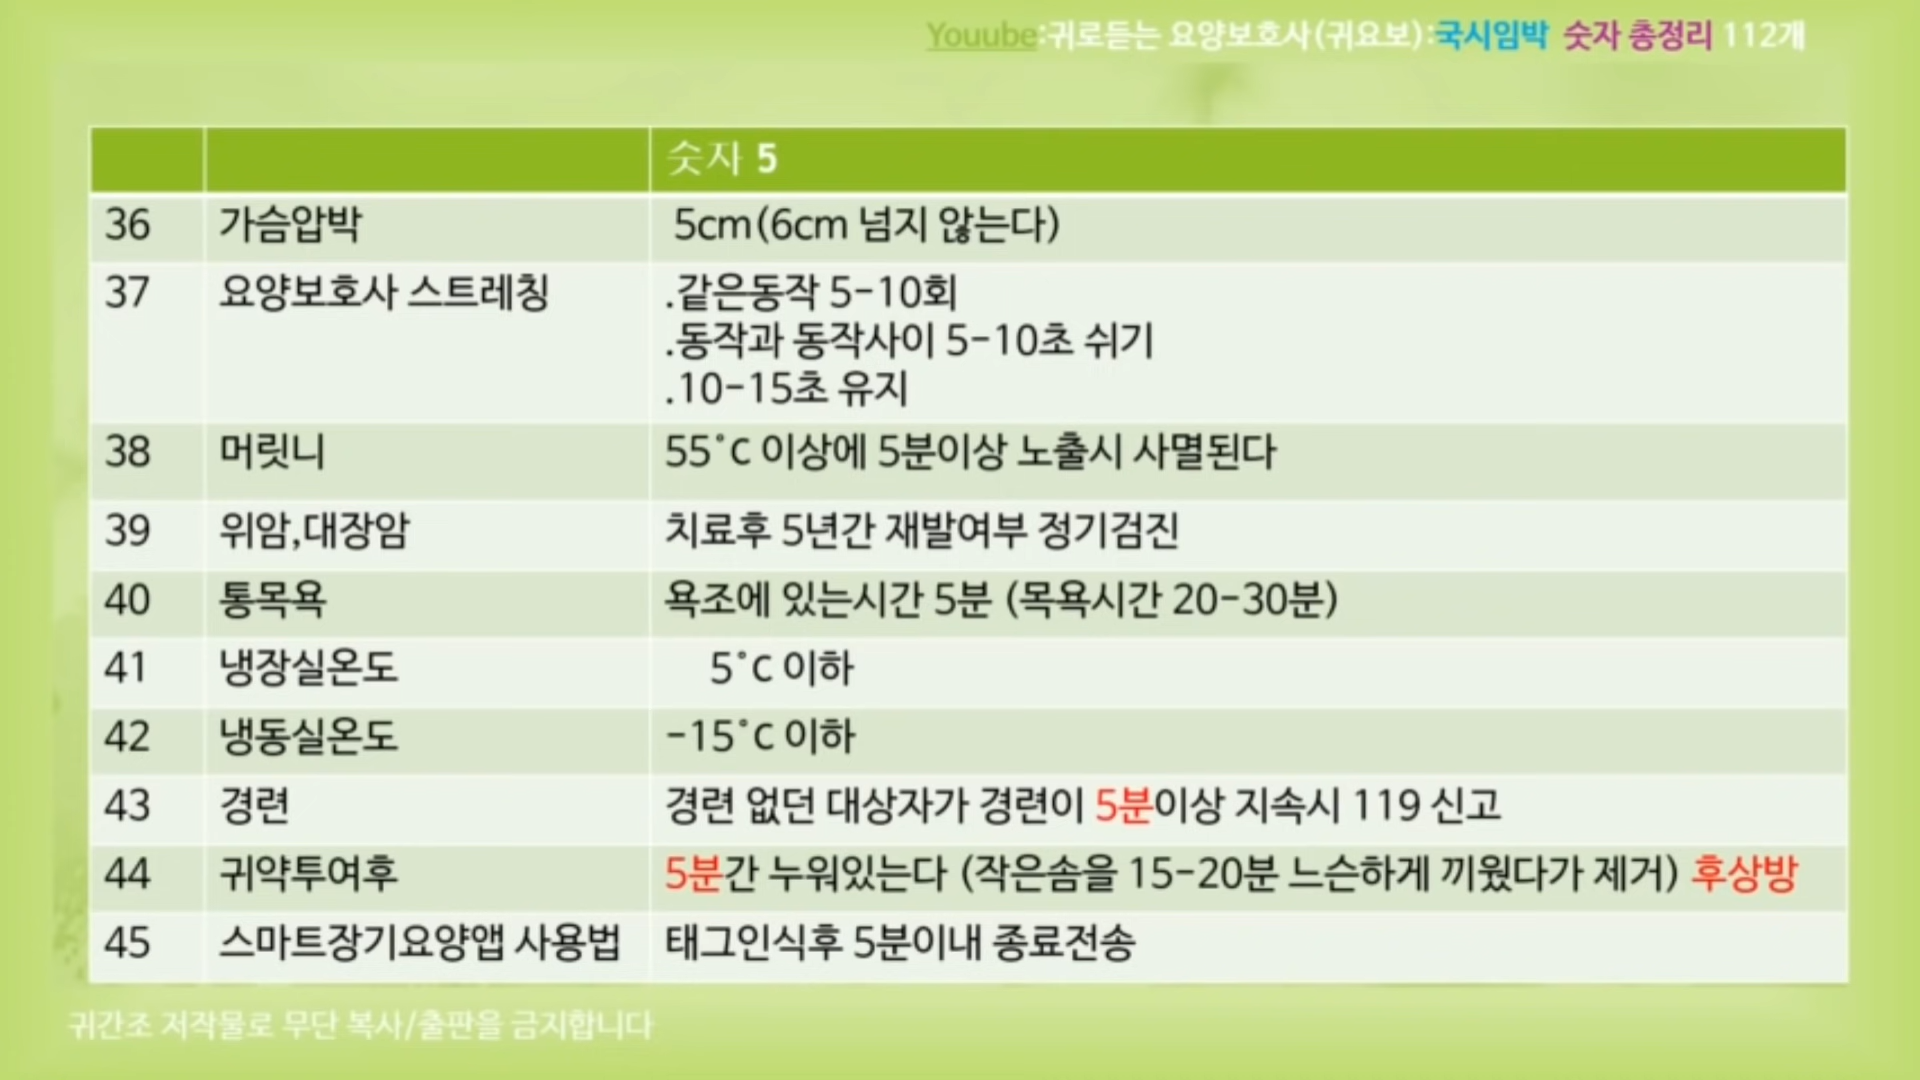 Youube:귀로듣는 요양보호사(귀요보):국시임박 숫자 총정리 112개
숫자 5
36 가슴압박 5cm(6cm 넘지 않는다)
37 요양보호사 스트레칭 .같은동작 5-10회
.동작과 동작사이 5-10초 쉬기
.10-15초 유지
38 머릿니 55˚C 이상에 5분이상 노출시 사멸된다
39 위암,대장암 치료후 5년간 재발여부 정기검진
40 통목욕 욕조에 있는시간 5분 (목욕시간 20-30분)
41 냉장실온도 5˚C 이하
42 냉동실온도 -15˚C 이하
43 경련 경련 없던 대상자가 경련이 5분이상 지속시 119 신고
44 귀약투여후 5분간 누워있는다 (작은솜을 15-20분 느슨하게 끼웠다가 제거) 후상방
45 스마트장기요양앱 사용법 태그인식후 5분이내 종료전송
귀간조 저작물로 무단 복사/출판을 금지합니다